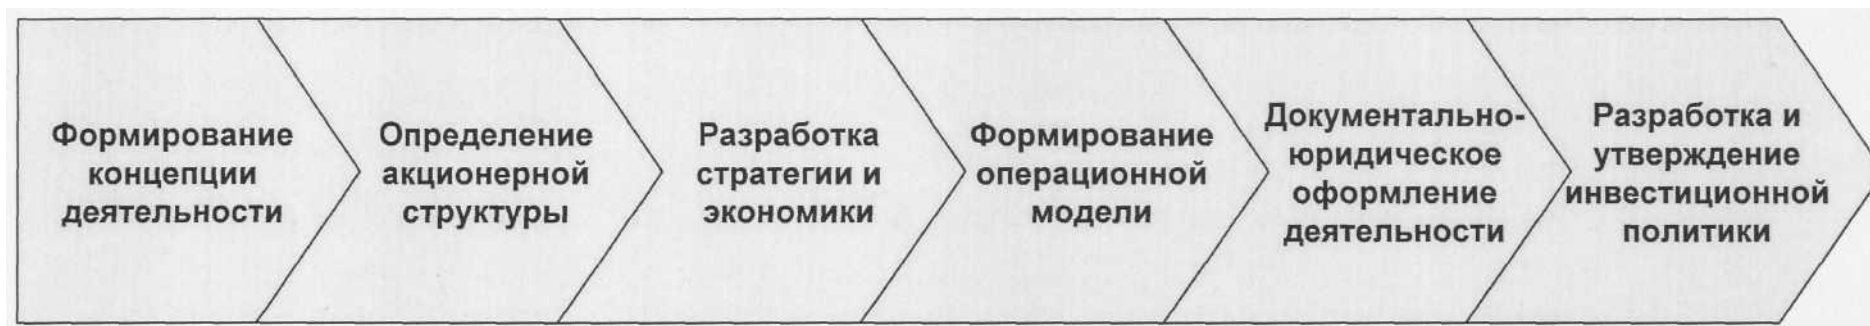 Формирование
концепции
деятельности
Определение
акционерной
структуры
Разработка
стратегии и
экономики
Формирование
операционной
модели
Документально-
юридическое
оформление
деятельности
Разработка и
утверждение
инвестиционной
политики